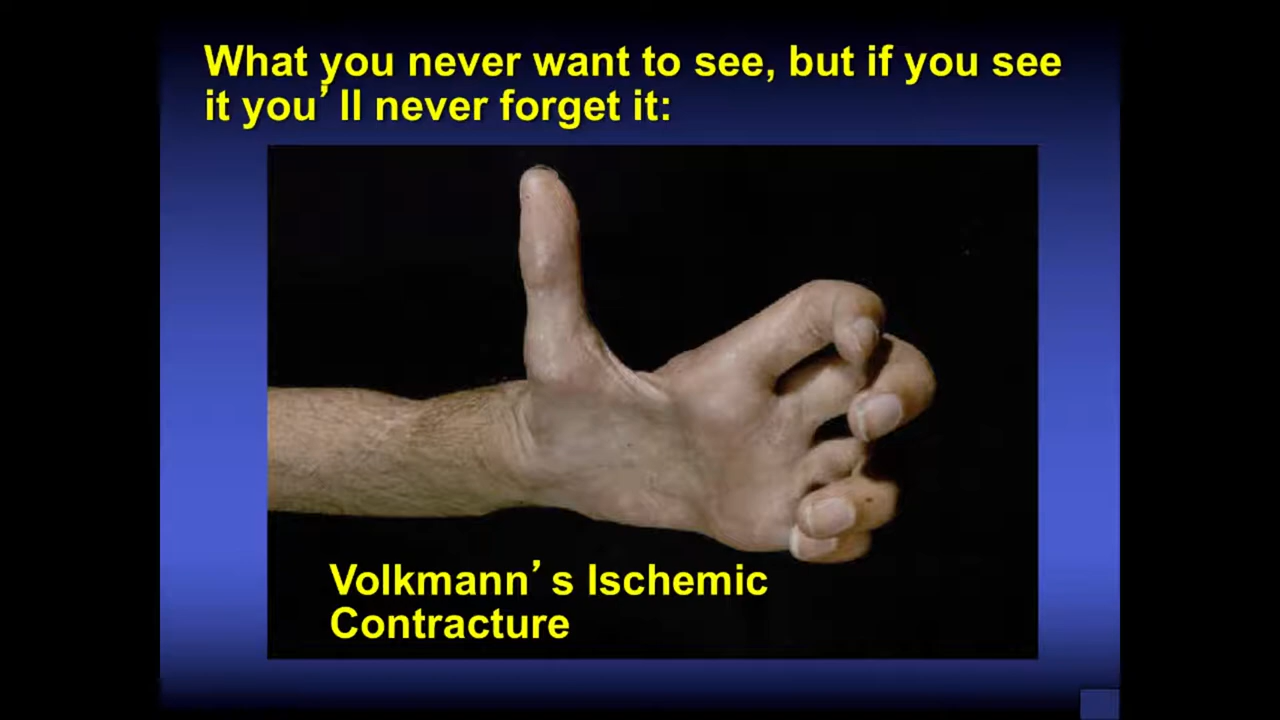 What you never want to see, but if you see
it you’ll never forget it:
Volkmann’s Ischemic
Contracture